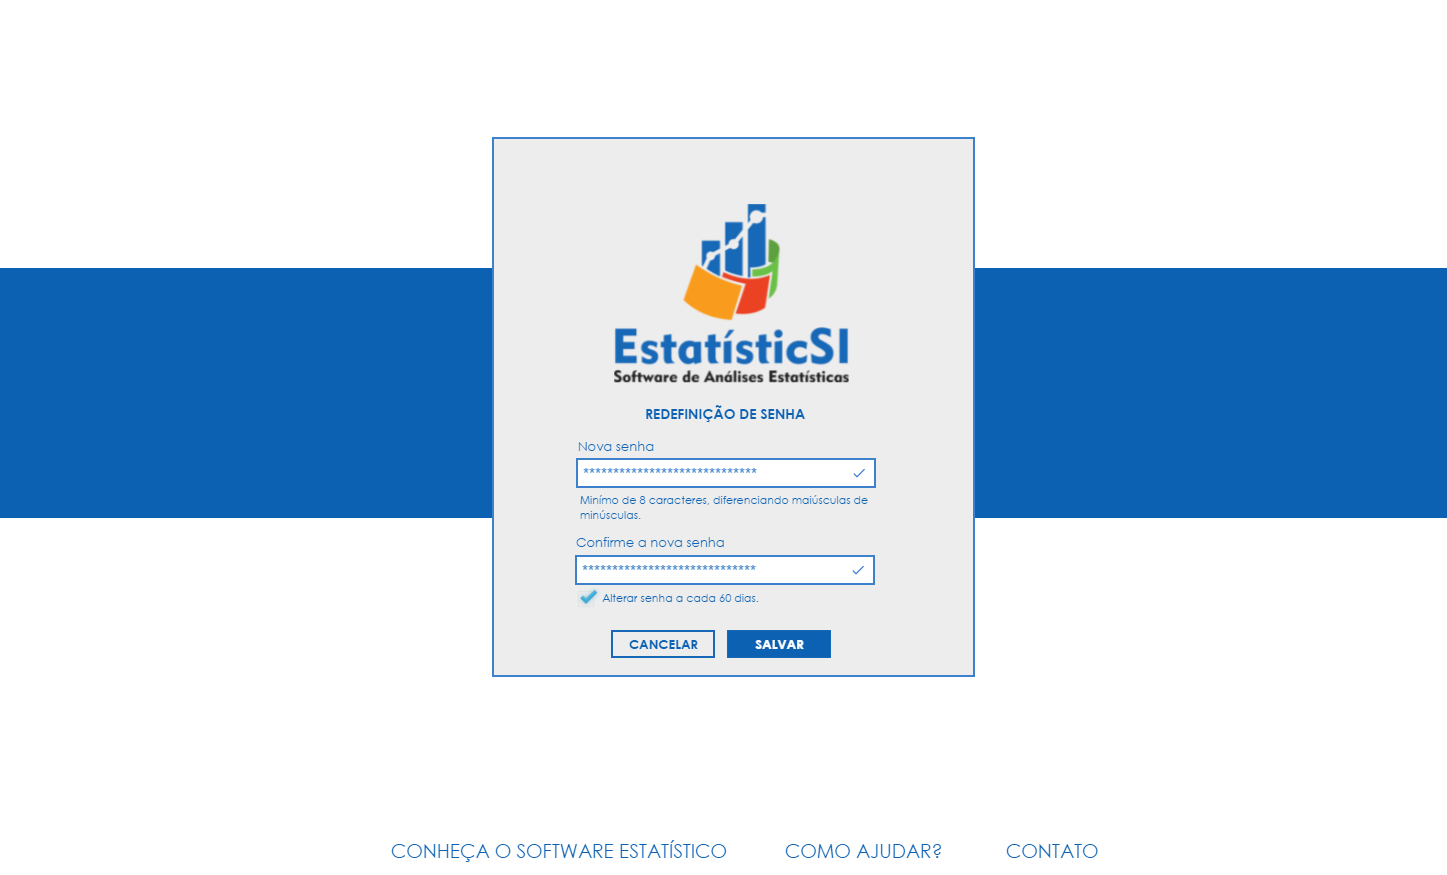 EstatísticSI
Software de Análises Estatísticas
REDEFINIÇÃO DE SENHA
Nova senha
*****************************
Minímo de 8 caracteres, diferenciando maiúsculas de
minúsculas.
Confirme a nova senha
*****************************
Alterar senha a cada 60 dias.
CANCELAR SALVAR
CONHEÇA O SOFTWARE ESTATÍSTICO COMO AJUDAR? CONTATO